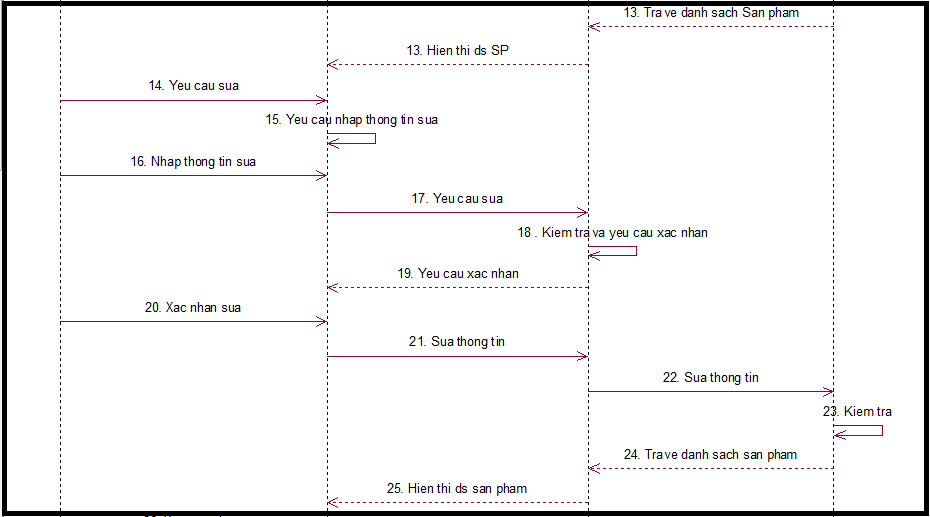 13. Tra ve danh sach San pham
13. Hien thi ds SP
14. Yeu cau sua
15. Yeu cau nhap thong tin sua
16. Nhap thong tin sua
17. Yeu cau sua
18 . Kiem tra va yeu cau xac nhan
19. Yeu cau xac nhan
20. Xac nhan sua
21. Sua thong tin
22. Sua thong tin
23. Kiem tra
24. Tra ve danh sach san pham
25. Hien thi ds san pham